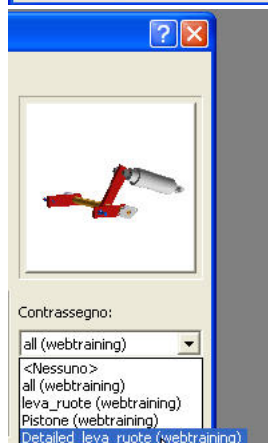 Contrassegno:
all (webtraining)
<Nessuno>
all (webtraining)
leva_ruote (webtraining)
Pistone (webtraining)
Detailed_leva_ruote (webtraining)